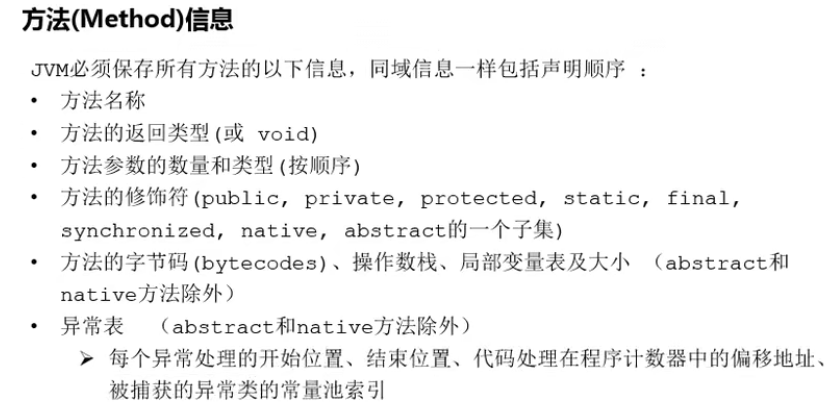 方法(Method)信息
JVM必须保存所有方法的以下信息，同域信息一样包括声明顺序 ：
• 方法名称
• 方法的返回类型(或 void)
• 方法参数的数量和类型(按顺序)
• 方法的修饰符(public, private, protected, static, final,
synchronized, native, abstract的一个子集)
• 方法的字节码(bytecodes)、操作数栈、局部变量表及大小 （abstract和
native方法除外）
• 异常表 （abstract和native方法除外）
➢ 每个异常处理的开始位置、结束位置、代码处理在程序计数器中的偏移地址、
被捕获的异常类的常量池索引